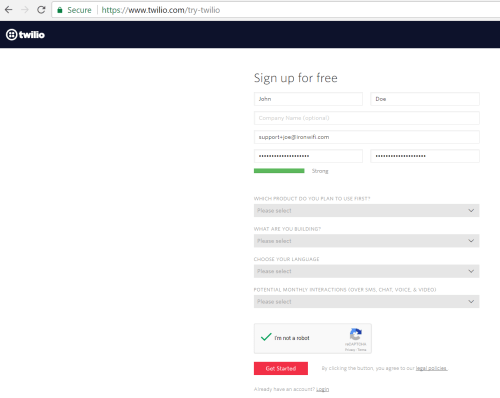 Secure https://www.twilio.com/try-twilio
twilio
Sign up for free
John Doe
Company Name (optional)
support+joe@ironwifi.com
Strong
WHICH PRODUCT DO YOU PLAN TO USE FIRST?
Please select
WHAT ARE YOU BUILDING?
Please select
CHOOSE YOUR LANGUAGE
Please select
POTENTIAL MONTHLY INTERACTIONS (OVER SMS, CHAT, VOICE, & VIDEO)
Please select
I'm not a robot
reCAPTCHA
Privacy - Terms
Get Started By clicking the button, you agree to our legal policies.
Already have an account? Login